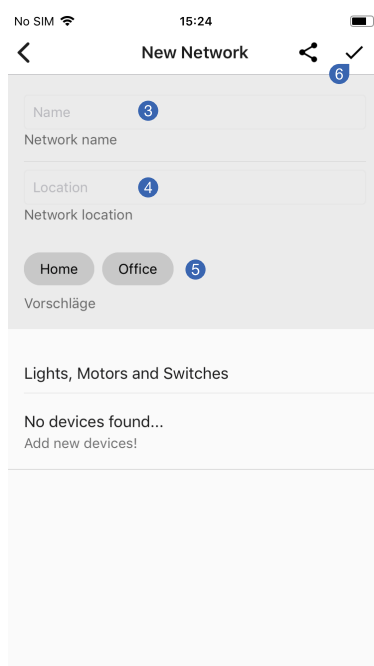 No SIM 15:24
New Network
6
Name 3
Network name
Location 4
Network location
Home Office 5
Vorschläge
Lights, Motors and Switches
No devices found...
Add new devices!